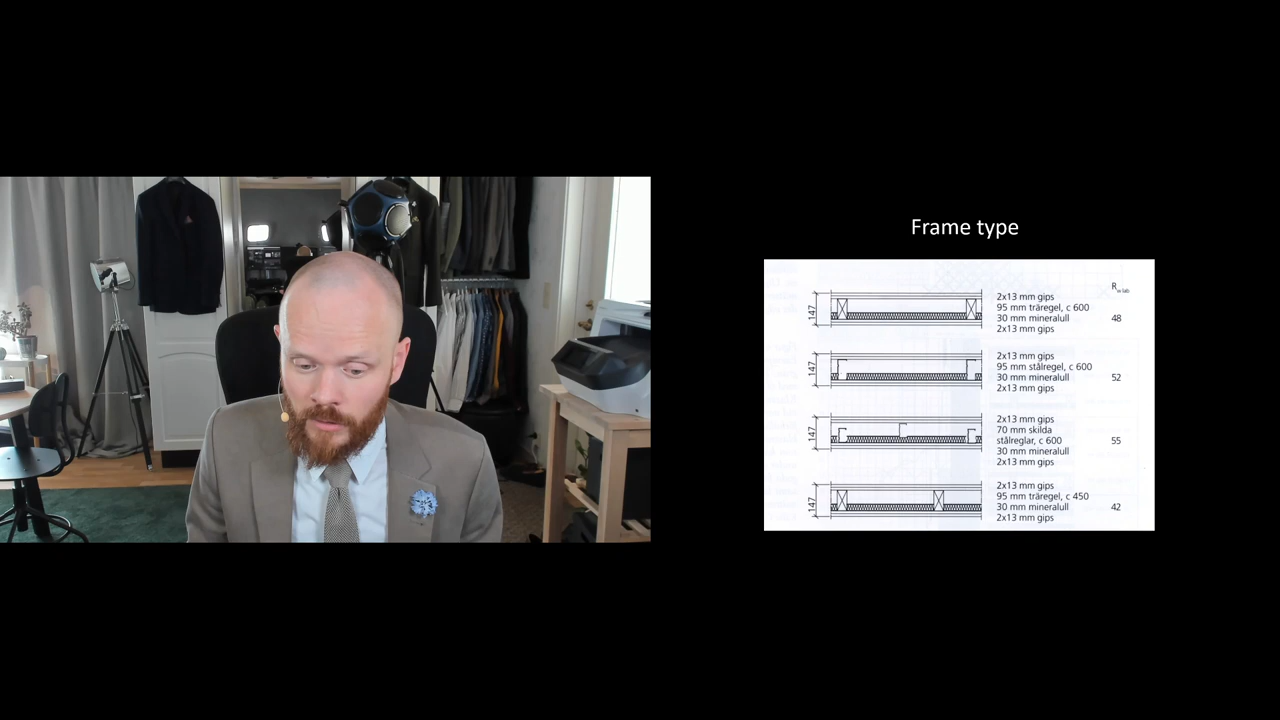 Frame type
R w lab
147
2x13 mm gips
95 mm träregel, c 600
30 mm mineralull
2x13 mm gips
48
147
2x13 mm gips
95 mm stålregel, c 600
30 mm mineralull
2x13 mm gips
52
147
2x13 mm gips
70 mm skilda
stålreglar, c 600
30 mm mineralull
2x13 mm gips
55
147
2x13 mm gips
95 mm träregel, c 450
30 mm mineralull
2x13 mm gips
42